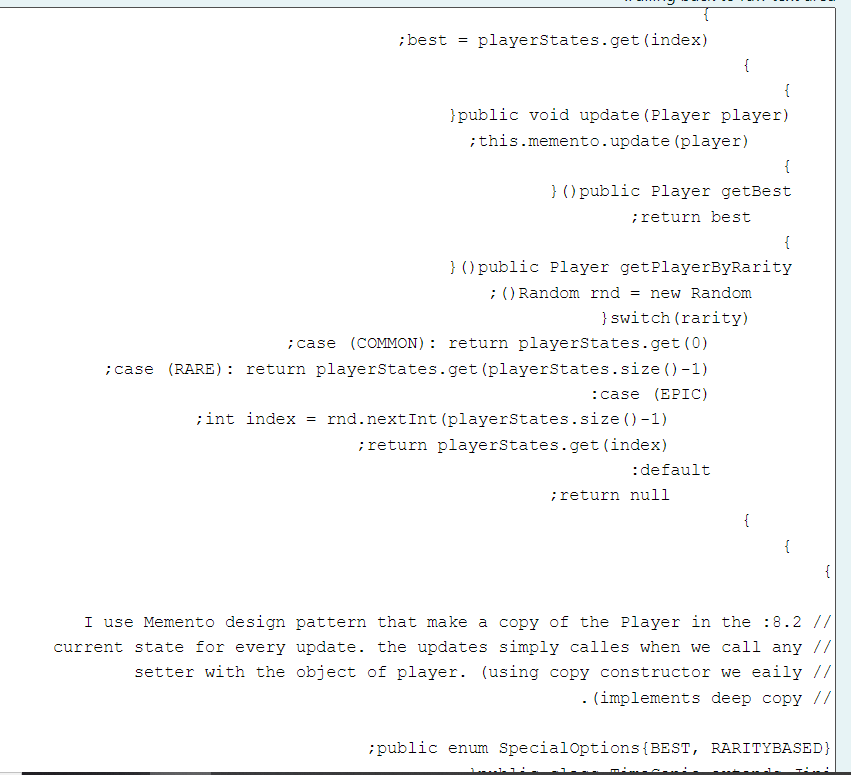 {
;best = playerStates.get(index)
{
{
}public void update(Player player)
;this.memento.update(player)
{
}()public Player getBest
;return best
{
}()public Player getPlayerByRarity
;()Random rnd = new Random
}switch(rarity)
;case (COMMON): return playerStates.get(0)
;case (RARE): return playerStates.get(playerStates.size()-1)
:case (EPIC)
;int index = rnd.nextInt(playerStates.size()-1)
;return playerStates.get(index)
:default
;return null
{
{
{
I use Memento design pattern that make a copy of the Player in the :8.2 //
current state for every update. the updates simply calles when we call any //
setter with the object of player. (using copy constructor we eaily //
.(implements deep copy //
;public enum SpecialOptions{BEST, RARITYBASED}